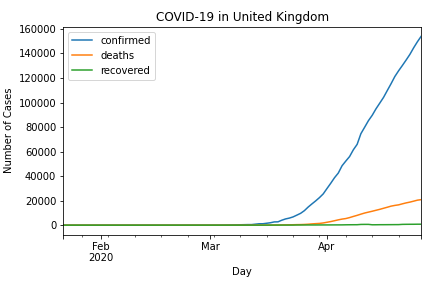 COVID-19 in United Kingdom
confirmed
deaths
recovered
160000
140000
120000
100000
80000
60000
40000
20000
0
Number of Cases
Feb
2020
Mar
Apr
Day